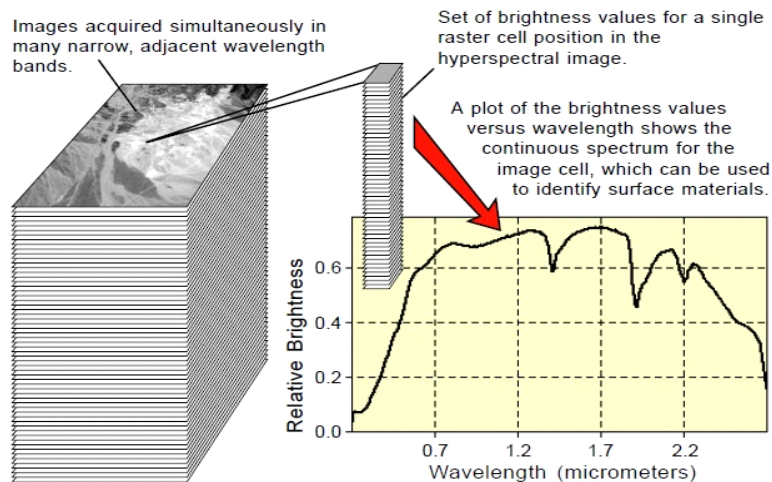 Images acquired simultaneously in
many narrow, adjacent wavelength
bands.
Set of brightness values for a single
raster cell position in the
hyperspectral image.
A plot of the brightness values
versus wavelength shows the
continuous spectrum for the
image cell, which can be used
to identify surface materials.
Relative Brightness
0.6
0.4
0.2
0.0
0.7 1.2 1.7 2.2
Wavelength (micrometers)